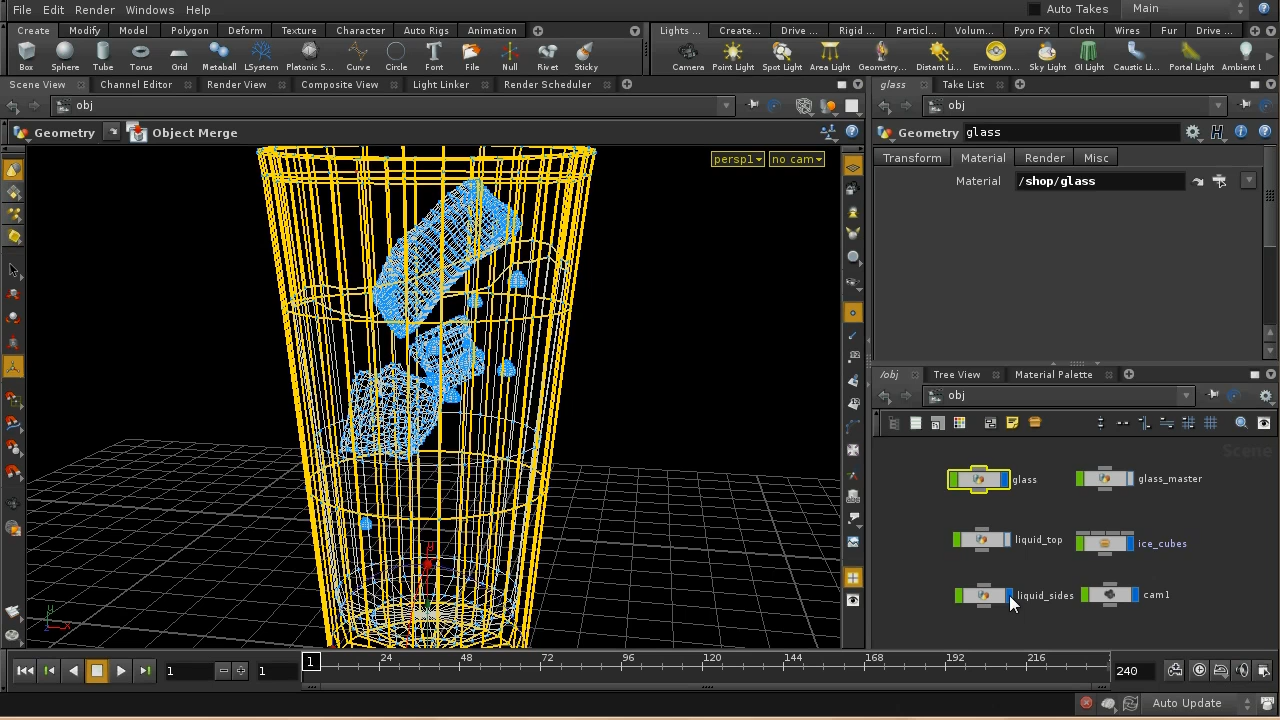 File Edit Render Windows Help Auto Takes Main
Create Modify Model Polygon Deform Texture Character Auto Rigs Animation Lights ... Create... Drive ... Rigid ... Particl... Volum... Pyro FX Cloth Wires Fur Drive ...
Box Sphere Tube Torus Grid Metaball LSystem Platonic S... Curve Circle Font File Null Rivet Sticky Camera Point Light Spot Light Area Light Geometry... Distant Li... Environm... Sky Light GI Light Caustic Li... Portal Light Ambient L
Scene View Channel Editor Render View Composite View Light Linker Render Scheduler glass Take List
obj obj
Geometry Object Merge Geometry glass
persp1 no cam Transform Material Render Misc
Material /shop/glass
/obj Tree View Material Palette
obj
Scene
glass glass_master
liquid_top ice_cubes
liquid_sides cam1
y x
1 1 1 24 48 72 96 120 144 168 192 216 240
Auto Update